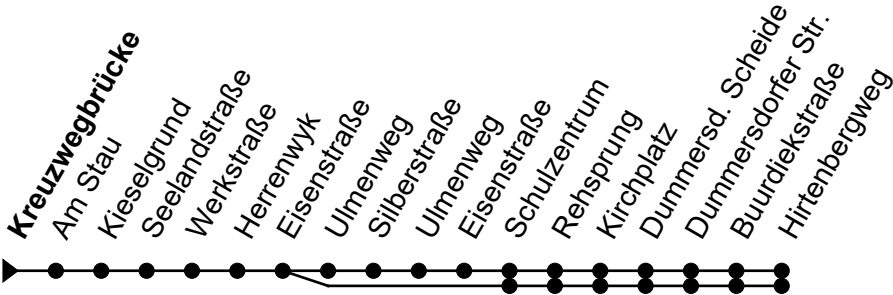 Kreuzwegbrücke
Am Stau
Kieselgrund
Seelandstraße
Werkstraße
Herrenwyk
Eisenstraße
Ulmenweg
Silberstraße
Ulmenweg
Eisenstraße
Schulzentrum
Rehsprung
Kirchplatz
Dummersd. Scheide
Dummersdorfer Str.
Buurdiekstraße
Hirtenbergweg